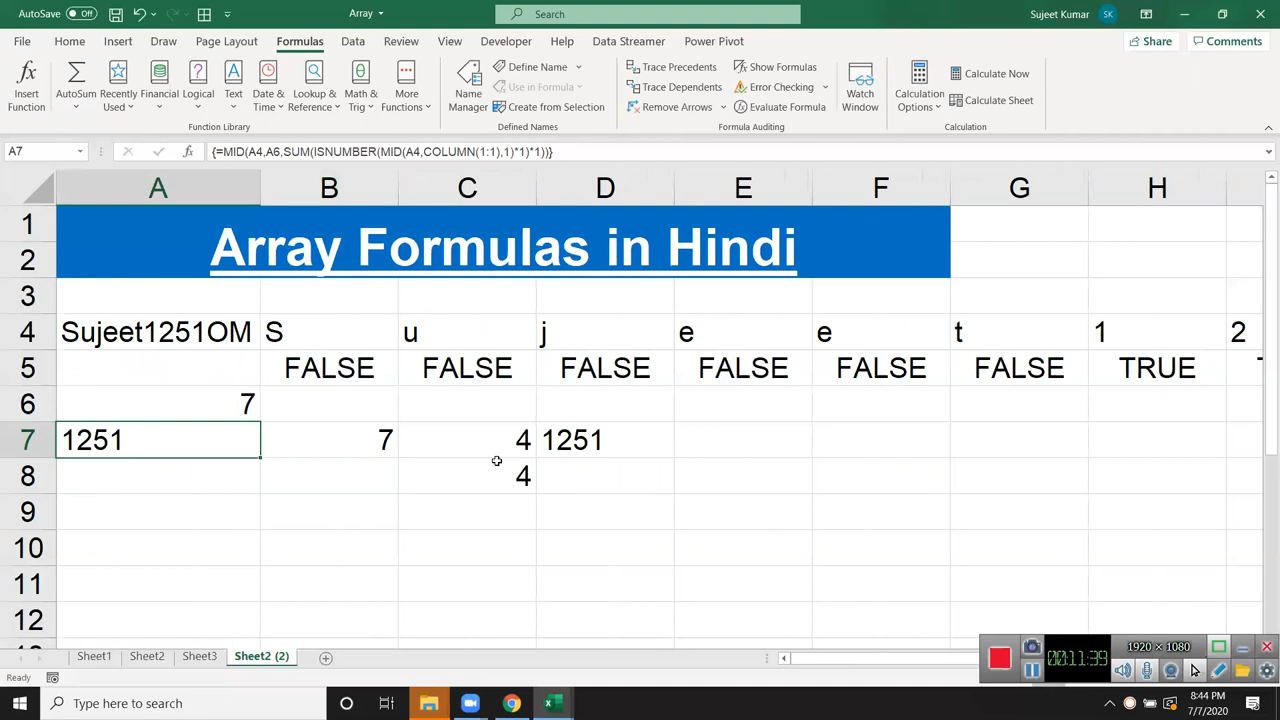 AutoSave Off Array Search Sujeet Kumar SK
File Home Insert Draw Page Layout Formulas Data Review View Developer Help Data Streamer Power Pivot Share Comments
Insert Function
AutoSum
Recently Used
Financial
Logical
Text
Date & Time
Lookup & Reference
Math & Trig
More Functions
Function Library
Name Manager
Define Name
Use in Formula
Create from Selection
Defined Names
Trace Precedents
Trace Dependents
Remove Arrows
Show Formulas
Error Checking
Evaluate Formula
Formula Auditing
Watch Window
Calculation Options
Calculate Now
Calculate Sheet
Calculation
A7 fx {=MID(A4,A6,SUM(ISNUMBER(MID(A4,COLUMN(1:1),1)*1)*1))}
A B C D E F G H
1
Array Formulas in Hindi
2
3
4 Sujeet1251OM S u j e e t 1 2
5 FALSE FALSE FALSE FALSE FALSE FALSE TRUE T
6 7
7 1251 7 4 1251
8 4
9
10
11
12
Sheet1 Sheet2 Sheet3 Sheet2 (2)
Ready
1920 × 1080
00:11:39
Type here to search
8:44 PM
7/7/2020